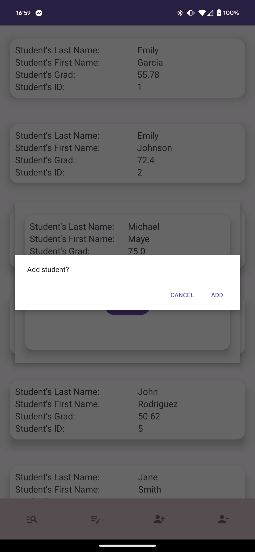 16:59
100%
Student's Last Name: Emily
Student's First Name: Garcia
Student's Grad: 55.78
Student's ID: 1
Student's Last Name: Emily
Student's First Name: Johnson
Student's Grad: 72.4
Student's ID: 2
Student's Last Name: Michael
Student's First Name: Maye
Student's Grad: 75.0
Add student?
CANCEL ADD
Student's Last Name: John
Student's First Name: Rodriguez
Student's Grad: 50.62
Student's ID: 5
Student's Last Name: Jane
Student's First Name: Smith